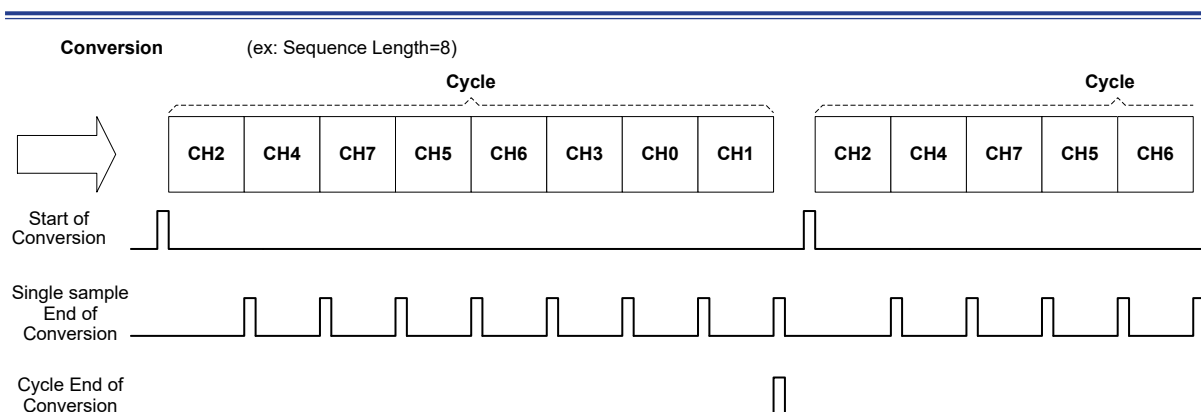 Conversion (ex: Sequence Length=8)
Cycle Cycle
CH2 CH4 CH7 CH5 CH6 CH3 CH0 CH1 CH2 CH4 CH7 CH5 CH6
Start of
Conversion
Single sample
End of
Conversion
Cycle End of
Conversion